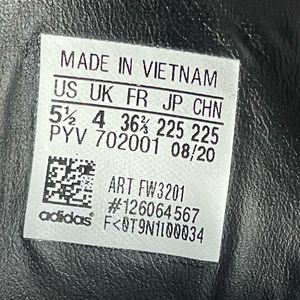 MADE IN VIETNAM
US UK FR JP CHN
5½ 4 36⅔ 225 225
PYV 702001 08/20
ART FW3201
#126064567
adidas F<0T9N1I00034